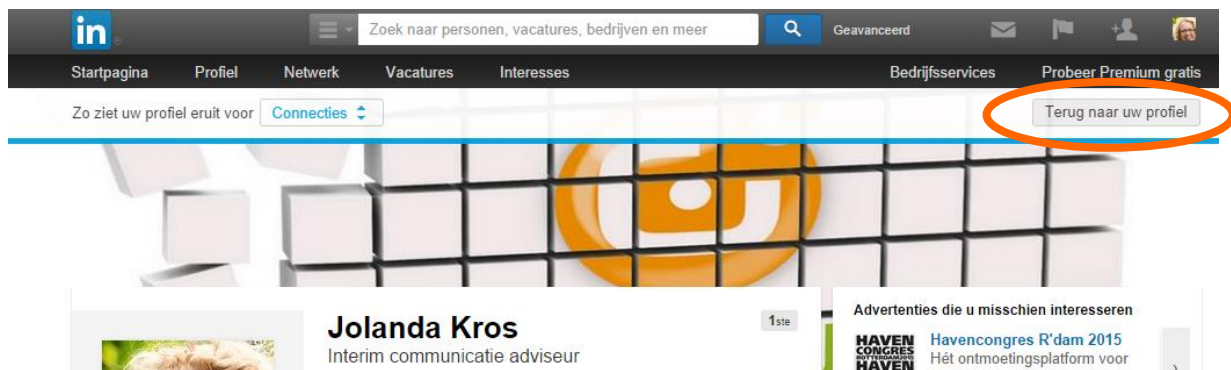 in
Zoek naar personen, vacatures, bedrijven en meer
Geavanceerd
Startpagina Profiel Netwerk Vacatures Interesses Bedrijfsservices Probeer Premium gratis
Zo ziet uw profiel eruit voor Connecties Terug naar uw profiel
Jolanda Kros
1ste
Interim communicatie adviseur
Advertenties die u misschien interesseren
HAVEN
CONGRES
ROTTERDAM2015
HAVEN
Havencongres R'dam 2015
Hét ontmoetingsplatform voor